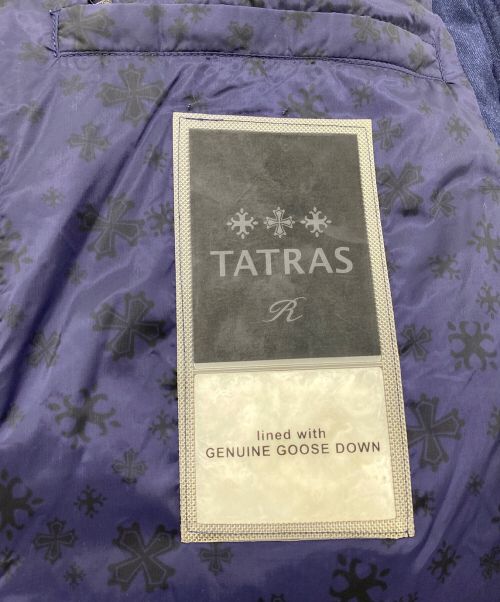 TATRAS
R
lined with
GENUINE GOOSE DOWN